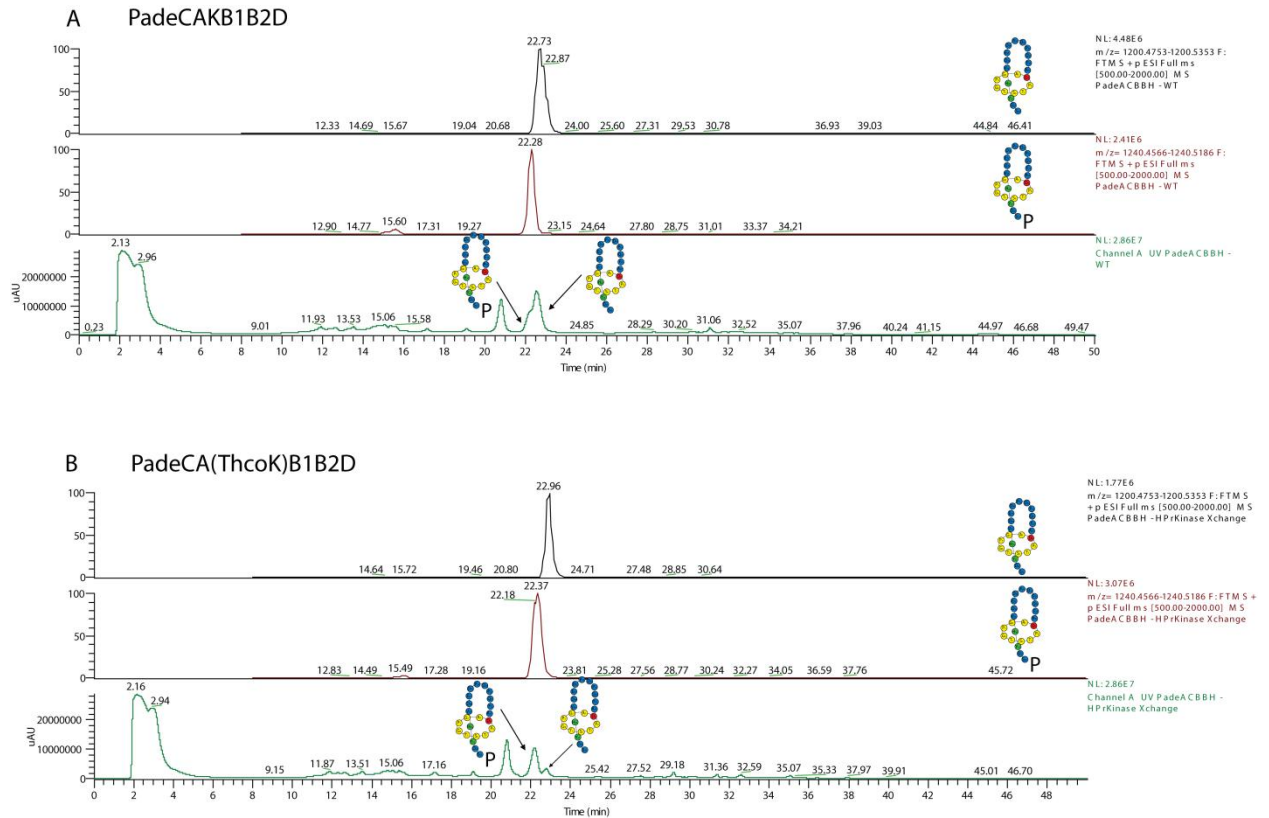 A PadeCAKB1B2D
100
50
0
22.73
22.87
12.33 14.69 15.67 19.04 20.68 24.00 25.60 27.31 29.53 30.78 36.93 39.03 44.84 46.41
NL: 4.48E6
m/z= 1200.4753-1200.5353 F:
FTMS + p ESI Full ms
[500.00-2000.00] MS
PadeACBBH -WT
100
50
0
22.28
12.90 14.77 15.60 17.31 19.27 23.15 24.64 27.80 28.75 31.01 33.37 34.21
P
NL: 2.41E6
m/z= 1240.4566-1240.5186 F:
FTMS + p ESI Full ms
[500.00-2000.00] MS
PadeACBBH -WT
uAU
20000000
10000000
0
2.13
2.96
P
0.23 9.01 11.93 13.53 15.06 15.58 24.85 28.29 30.20 31.06 32.52 35.07 37.96 40.24 41.15 44.97 46.68 49.47
NL: 2.86E7
Channel A UV PadeACBBH -
WT
0 2 4 6 8 10 12 14 16 18 20 22 24 26 28 30 32 34 36 38 40 42 44 46 48 50
Time (min)
B PadeCA(ThcoK)B1B2D
100
50
0
22.96
14.64 15.72 19.46 20.80 24.71 27.48 28.85 30.64
NL: 1.77E6
m/z= 1200.4753-1200.5353 F: FTMS
+ p ESI Full ms [500.00-2000.00] MS
PadeACBBH -HPrKinase Xchange
100
50
0
22.37
22.18
12.83 14.49 15.49 17.28 19.16 23.81 25.28 27.56 28.77 30.24 32.27 34.05 36.59 37.76 45.72
P
NL: 3.07E6
m/z= 1240.4566-1240.5186 F: FTMS +
p ESI Full ms [500.00-2000.00] MS
PadeACBBH -HPrKinase Xchange
uAU
20000000
10000000
0
2.16
2.94
P
9.15 11.87 13.51 15.06 17.16 25.42 27.52 29.18 31.36 32.59 35.07 35.33 37.97 39.91 45.01 46.70
NL: 2.86E7
Channel A UV PadeACBBH -
HPrKinase Xchange
0 2 4 6 8 10 12 14 16 18 20 22 24 26 28 30 32 34 36 38 40 42 44 46 48
Time (min)